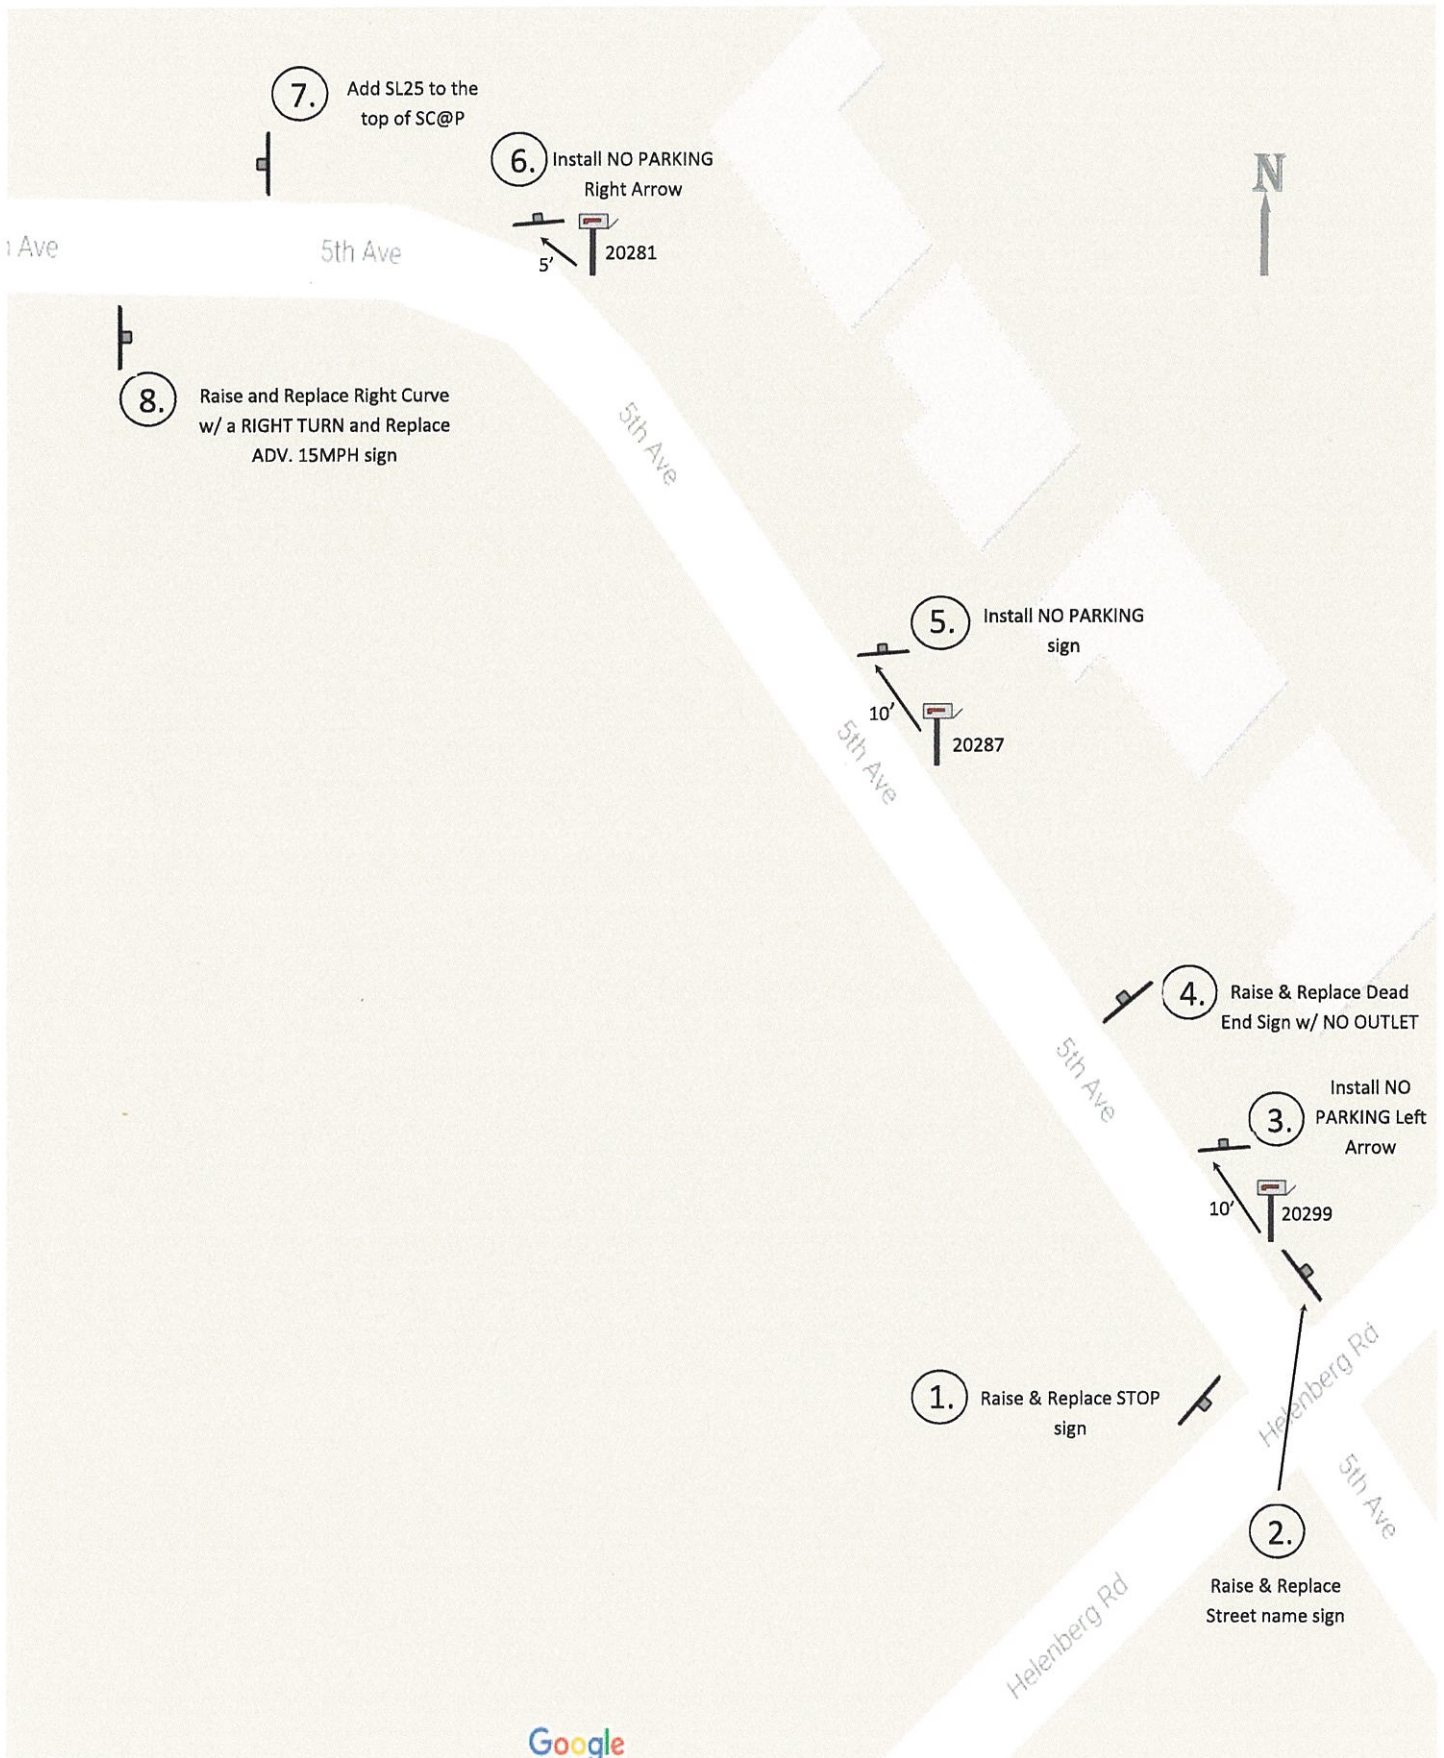 7.
Add SL25 to the
top of SC@P
6.
Install NO PARKING
Right Arrow
N
20281
5'
Ave
5th Ave
8.
Raise and Replace Right Curve
w/ a RIGHT TURN and Replace
ADV. 15MPH sign
5th Ave
5.
Install NO PARKING
sign
10'
20287
5th Ave
4.
Raise & Replace Dead
End Sign w/ NO OUTLET
5th Ave
3.
Install NO
PARKING Left
Arrow
10'
20299
1.
Raise & Replace STOP
sign
Helenberg Rd
5th Ave
2.
Raise & Replace
Street name sign
Helenberg Rd
Google